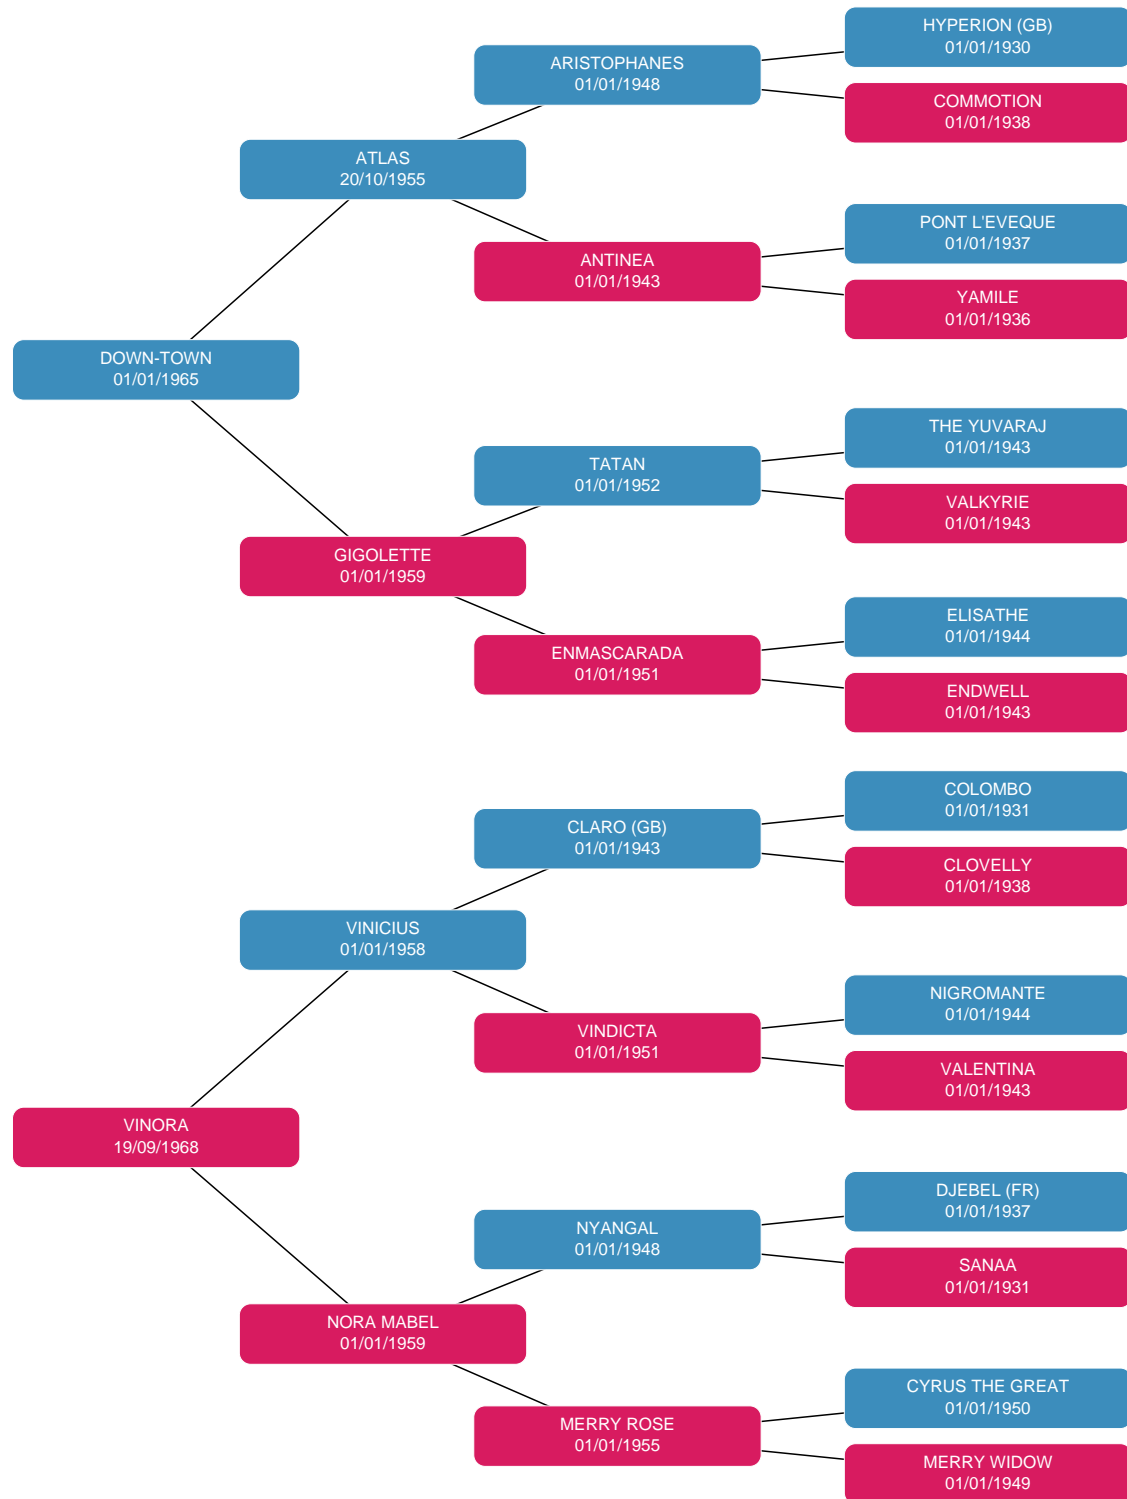 HYPERION (GB)
01/01/1930
ARISTOPHANES
01/01/1948
COMMOTION
01/01/1938
ATLAS
20/10/1955
PONT L'EVEQUE
01/01/1937
ANTINEA
01/01/1943
YAMILE
01/01/1936
DOWN-TOWN
01/01/1965
THE YUVARAJ
01/01/1943
TATAN
01/01/1952
VALKYRIE
01/01/1943
GIGOLETTE
01/01/1959
ELISATHE
01/01/1944
ENMASCARADA
01/01/1951
ENDWELL
01/01/1943
COLOMBO
01/01/1931
CLARO (GB)
01/01/1943
CLOVELLY
01/01/1938
VINICIUS
01/01/1958
NIGROMANTE
01/01/1944
VINDICTA
01/01/1951
VALENTINA
01/01/1943
VINORA
19/09/1968
DJEBEL (FR)
01/01/1937
NYANGAL
01/01/1948
SANAA
01/01/1931
NORA MABEL
01/01/1959
CYRUS THE GREAT
01/01/1950
MERRY ROSE
01/01/1955
MERRY WIDOW
01/01/1949